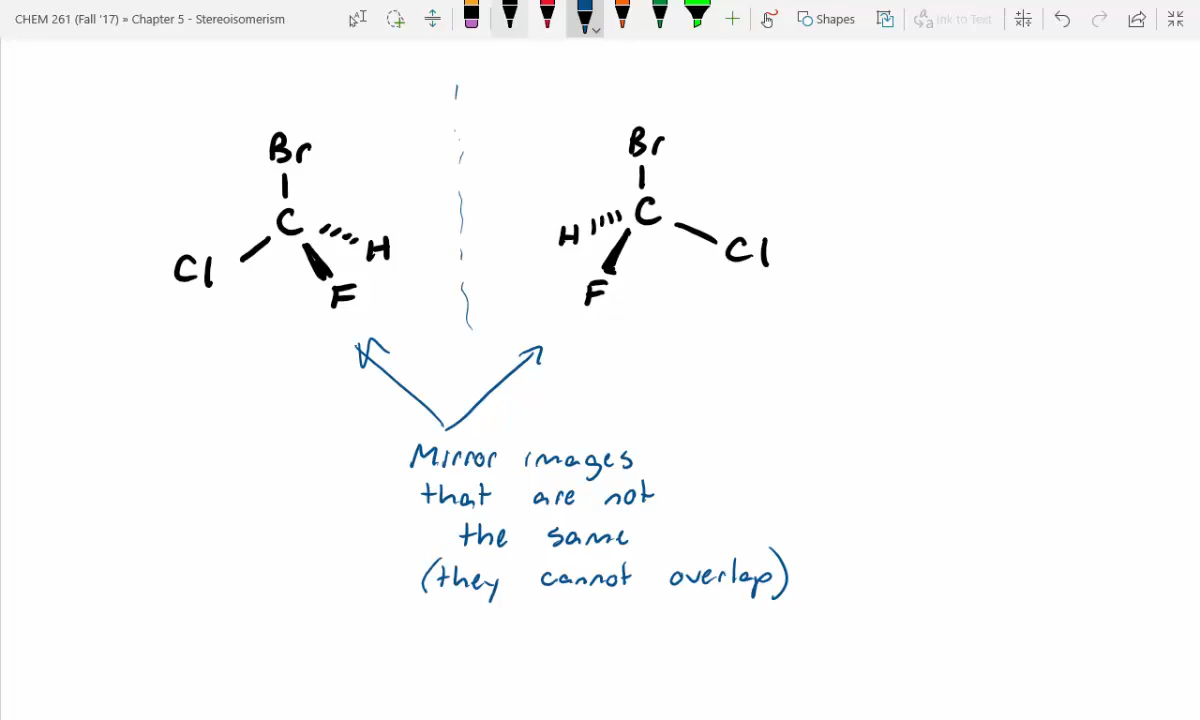 CHEM 261 (Fall '17) » Chapter 5 - Stereoisomerism
Shapes
Ink to Text
Br Br
C C
H
H Cl
Cl
F F
Mirror images
that are not
the same
(they cannot overlap)